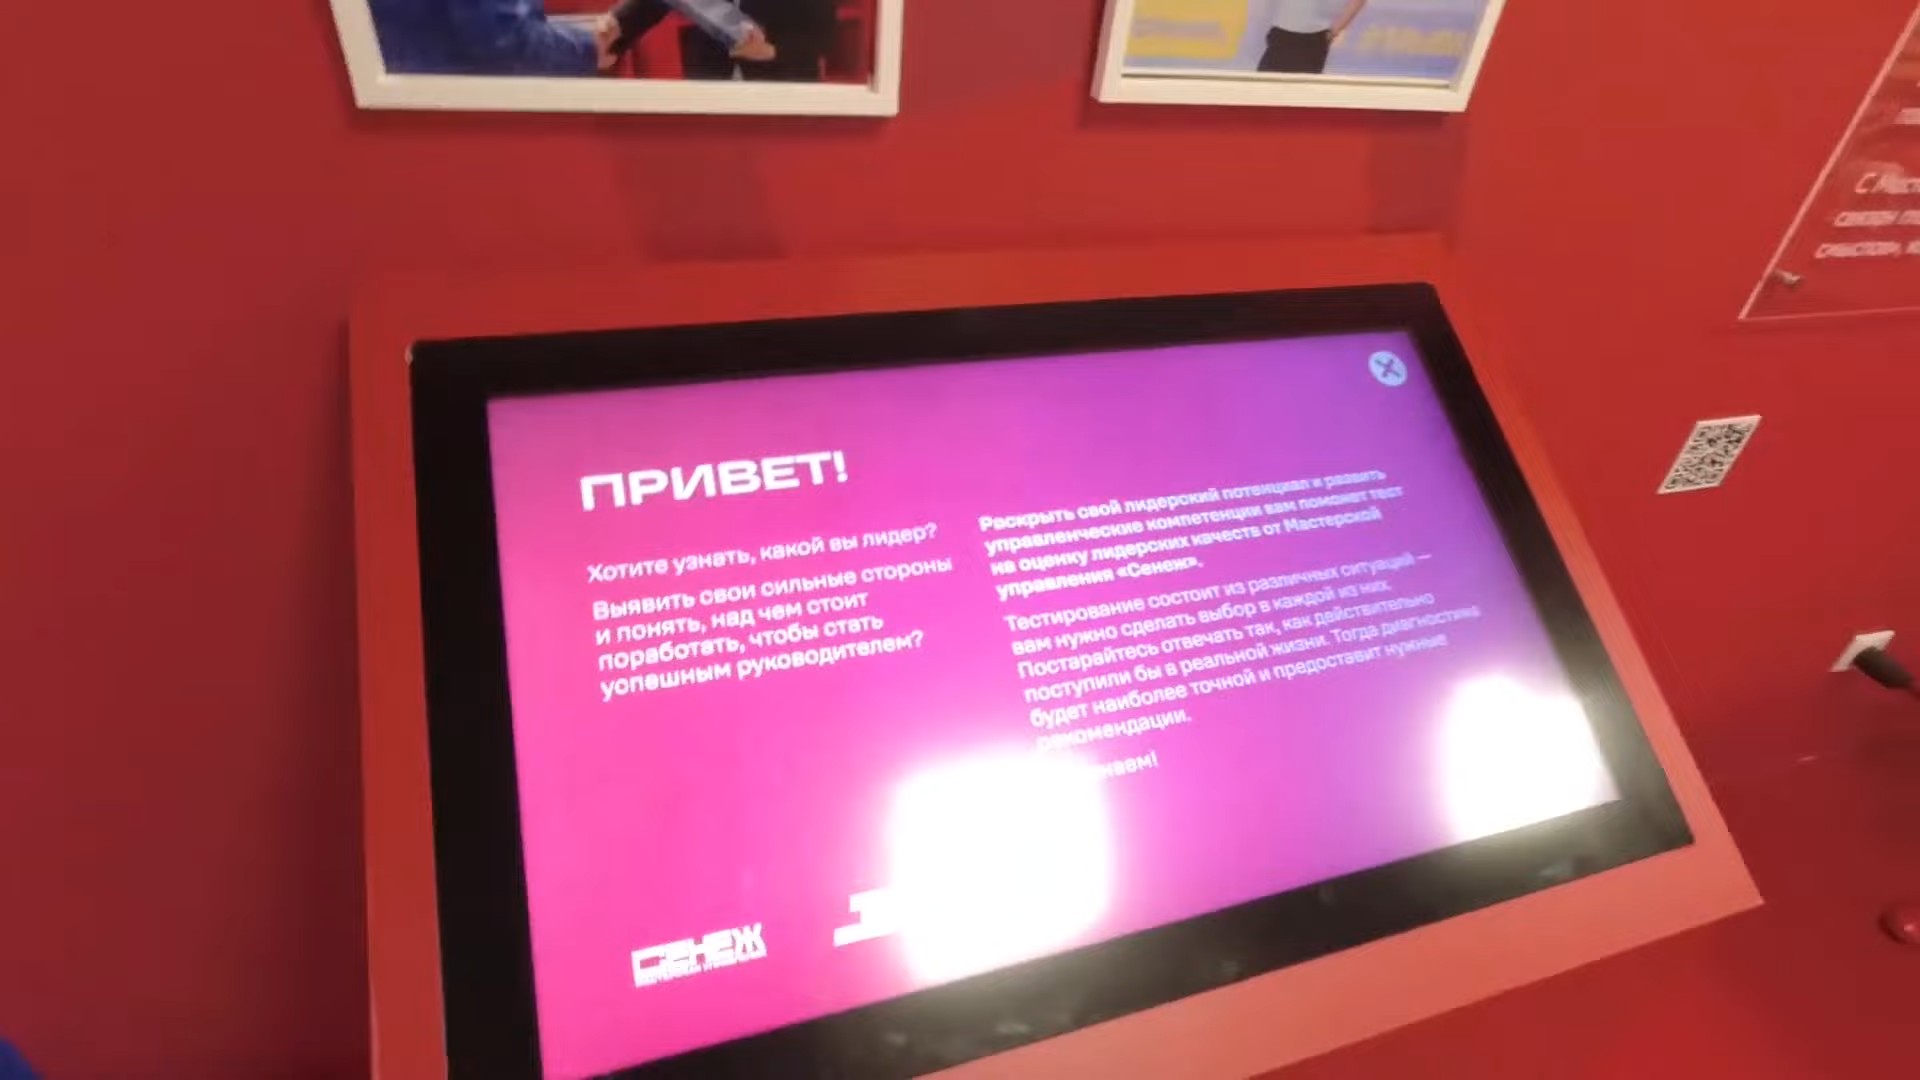 ПРИВЕТ!
Хотите узнать, какой вы лидер?
Выявить свои сильные стороны
и понять, над чем стоит
поработать, чтобы стать
успешным руководителем?
Раскрыть свой лидерский потенциал и развить
управленческие компетенции вам поможет тест
на оценку лидерских качеств от Мастерской
управления «Сенеж».
Тестирование состоит из различных ситуаций —
вам нужно сделать выбор в каждой из них.
Постарайтесь отвечать так, как действительно
поступили бы в реальной жизни. Тогда диагностика
будет наиболее точной и предоставит нужные
рекомендации.
СЕНЕЖ
МАСТЕРСКАЯ УПРАВЛЕНИЯ